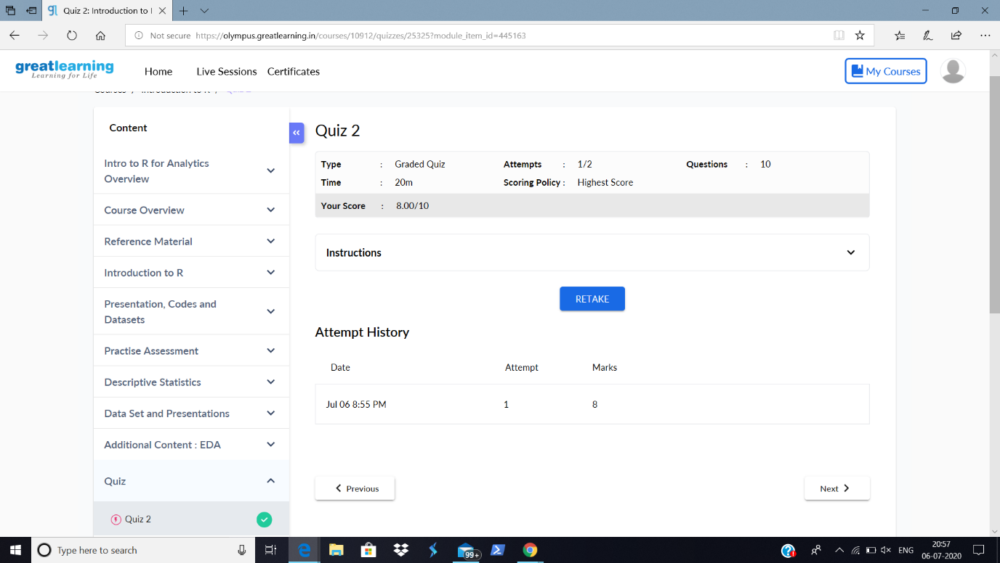 Quiz 2: Introduction to I
Not secure https://olympus.greatlearning.in/courses/10912/quizzes/25325?module_item_id=445163
greatlearning
Learning for Life
Home Live Sessions Certificates
My Courses
Courses / Introduction to R / Quiz 2
Content
Intro to R for Analytics
Overview
Course Overview
Reference Material
Introduction to R
Presentation, Codes and
Datasets
Practise Assessment
Descriptive Statistics
Data Set and Presentations
Additional Content : EDA
Quiz
Quiz 2
Quiz 2
Type : Graded Quiz Attempts : 1/2 Questions : 10
Time : 20m Scoring Policy : Highest Score
Your Score : 8.00/10
Instructions
RETAKE
Attempt History
Date Attempt Marks
Jul 06 8:55 PM 1 8
Previous
Next
Type here to search
99+
ENG
20:57
06-07-2020